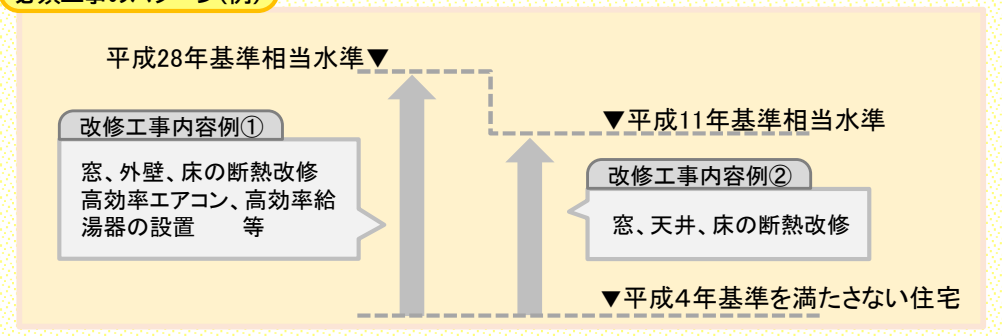 平成28年基準相当水準▼
▼平成11年基準相当水準
改修工事内容例①
窓、外壁、床の断熱改修
高効率エアコン、高効率給
湯器の設置　　等
改修工事内容例②
窓、天井、床の断熱改修
▼平成4年基準を満たさない住宅